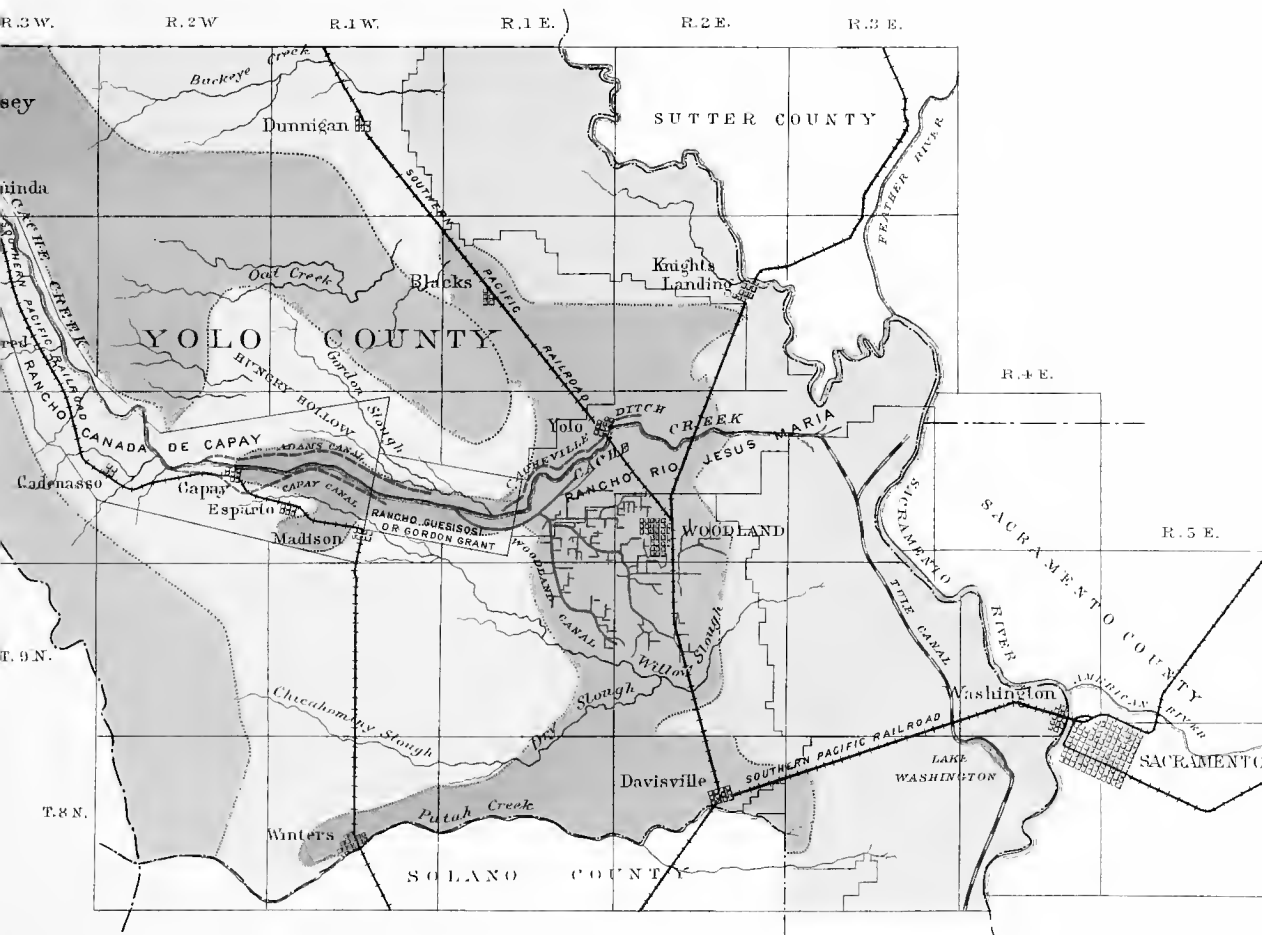 R.3 W.
R.2 W
R.1 W.
R.1 E.
R.2 E.
R.3 E.
Buckeye Creek
sey
Dunnigan
SUTTER COUNTY
FEATHER RIVER
SOUTHERN PACIFIC RAILROAD
ninda
CACHE CREEK
SOUTHERN PACIFIC RAILROAD
Oat Creek
Blacks
Knights
Landing
YOLO COUNTY
red
HUNGRY HOLLOW
Gordon Slough
R.4 E.
RANCHO CANADA DE CAPAY
ADAMS CANAL
Yolo
CACHEVILLE DITCH
CACHE CREEK
RANCHO RIO JESUS MARIA
Cadenasso
Capay
CAPAY CANAL
Esparto
RANCHO GUESISOSI
OR GORDON GRANT
Madison
WOODLAND
SACRAMENTO RIVER
SACRAMENTO COUNTY
R.5 E.
WOODLAND CANAL
TULE CANAL
T. 9 N.
Willow Slough
Chicahominy Slough
Dry Slough
Washington
AMERICAN RIVER
SOUTHERN PACIFIC RAILROAD
LAKE
WASHINGTON
SACRAMENTO
Davisville
T.8 N.
Putah Creek
Winters
SOLANO COUNTY